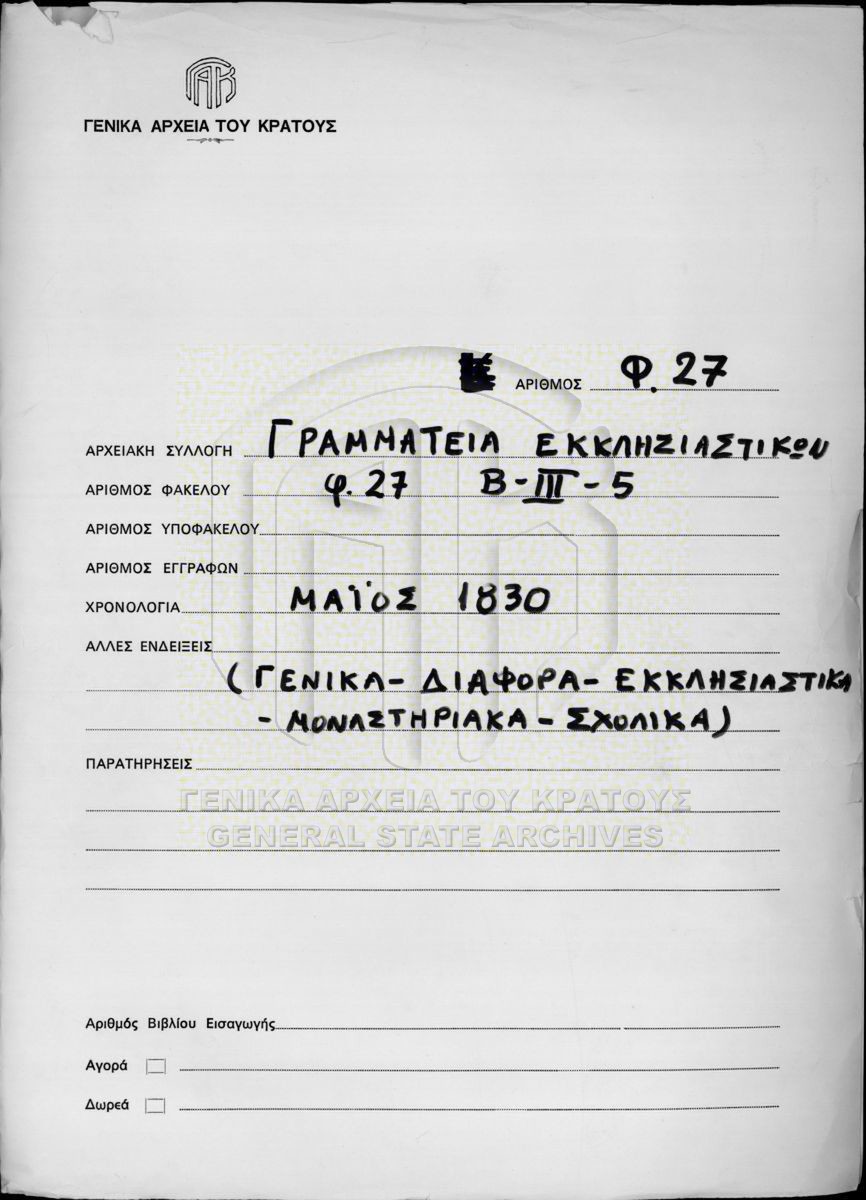 ΓΑΚ
ΓΕΝΙΚΑ ΑΡΧΕΙΑ ΤΟΥ ΚΡΑΤΟΥΣ
ΑΡΙΘΜΟΣ Φ. 27
ΑΡΧΕΙΑΚΗ ΣΥΛΛΟΓΗ ΓΡΑΜΜΑΤΕΙΑ ΕΚΚΛΗΣΙΑΣΤΙΚΩΝ
ΑΡΙΘΜΟΣ ΦΑΚΕΛΟΥ φ. 27 Β-ΙΙΙ-5
ΑΡΙΘΜΟΣ ΥΠΟΦΑΚΕΛΟΥ
ΑΡΙΘΜΟΣ ΕΓΓΡΑΦΩΝ
ΧΡΟΝΟΛΟΓΙΑ ΜΑΪΟΣ 1830
ΑΛΛΕΣ ΕΝΔΕΙΞΕΙΣ
(ΓΕΝΙΚΑ - ΔΙΑΦΟΡΑ - ΕΚΚΛΗΣΙΑΣΤΙΚΑ
- ΜΟΝΑΣΤΗΡΙΑΚΑ - ΣΧΟΛΙΚΑ)
ΠΑΡΑΤΗΡΗΣΕΙΣ
ΓΕΝΙΚΑ ΑΡΧΕΙΑ ΤΟΥ ΚΡΑΤΟΥΣ
GENERAL STATE ARCHIVES
Αριθμός Βιβλίου Εισαγωγής
Αγορά
Δωρεά